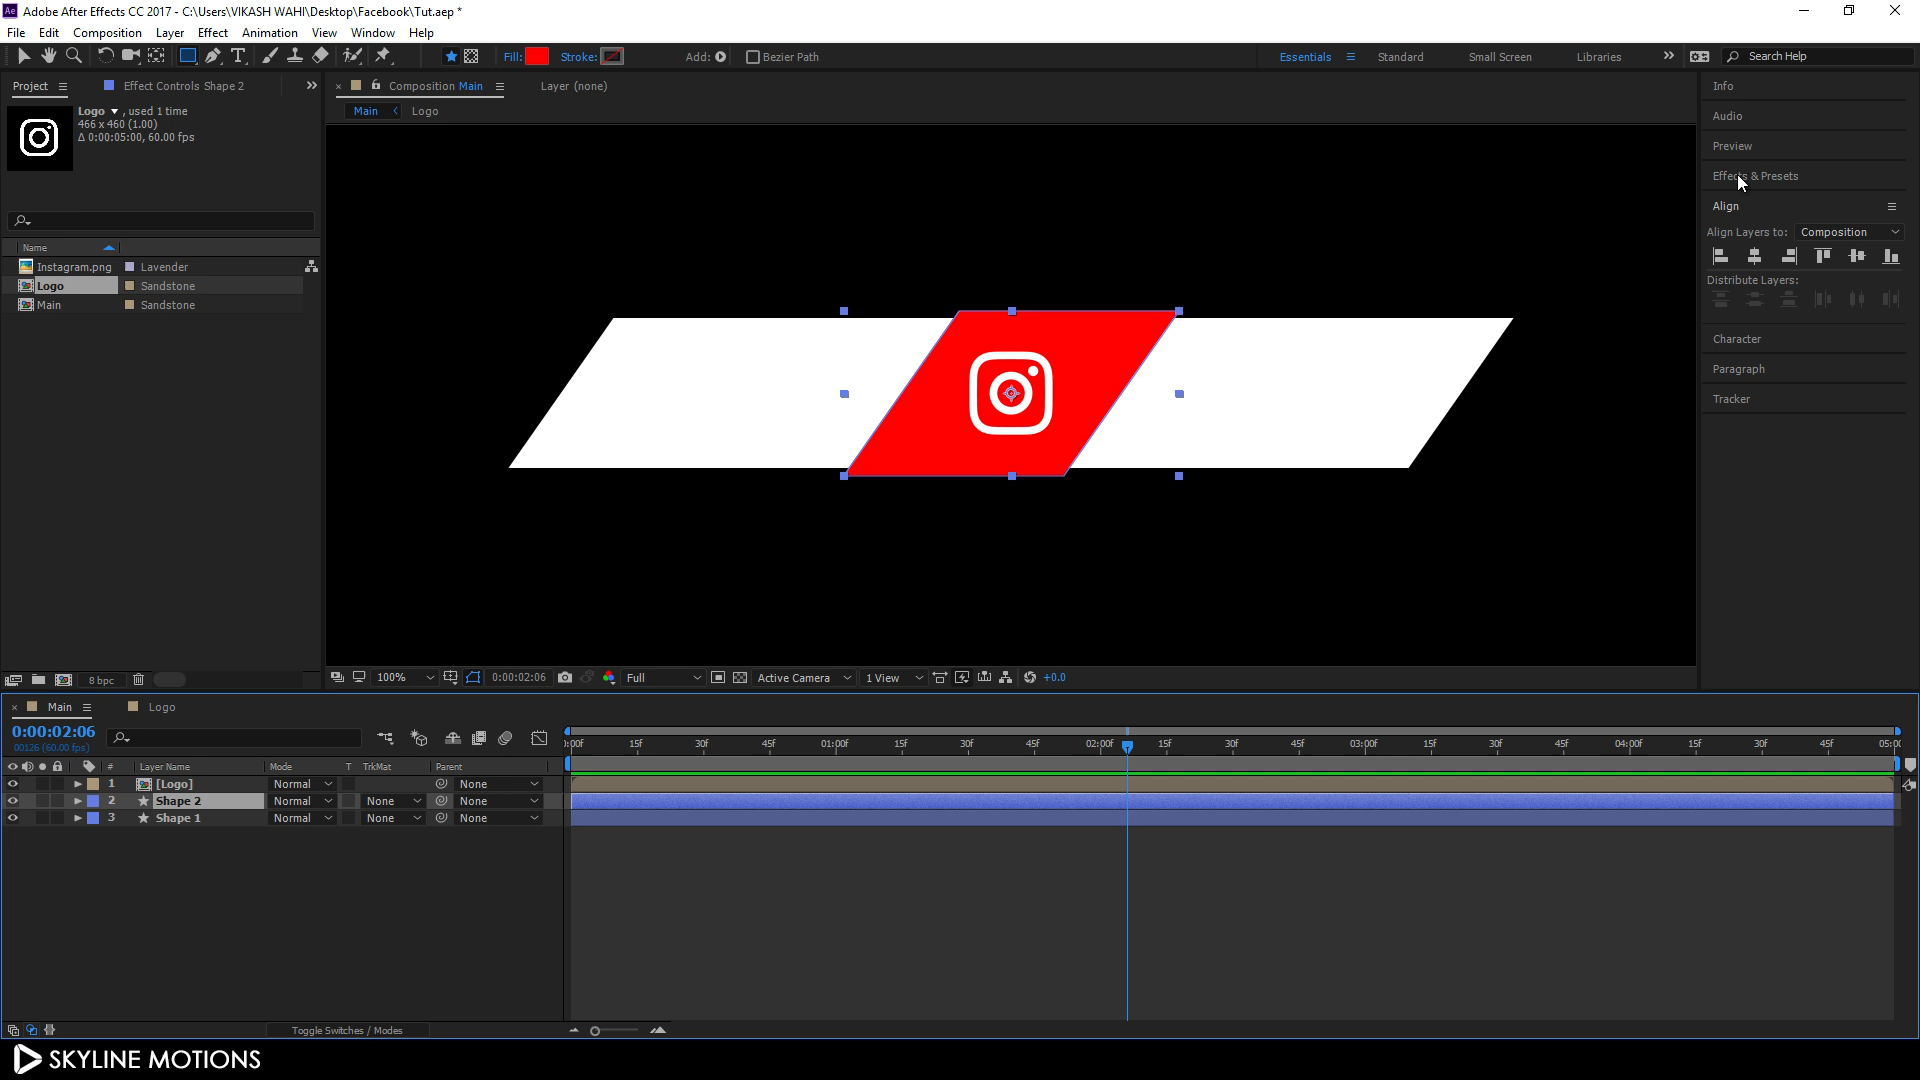 Adobe After Effects CC 2017 - C:\Users\VIKASH WAHI\Desktop\Facebook\Tut.aep *
File Edit Composition Layer Effect Animation View Window Help
Fill: Stroke: Add: Bezier Path Essentials Standard Small Screen Libraries Search Help
Project Effect Controls Shape 2
Composition Main Layer (none)
Main Logo
Logo , used 1 time
466 x 460 (1.00)
Δ 0:00:05:00, 60.00 fps
Name
Instagram.png Lavender
Logo Sandstone
Main Sandstone
Info
Audio
Preview
Effects & Presets
Align
Align Layers to: Composition
Distribute Layers:
Character
Paragraph
Tracker
8 bpc
100% 0:00:02:06 Full Active Camera 1 View +0.0
Main Logo
0:00:02:06
00126 (60.00 fps)
:00f 15f 30f 45f 01:00f 15f 30f 45f 02:00f 15f 30f 45f 03:00f 15f 30f 45f 04:00f 15f 30f 45f 05:00
# Layer Name Mode T TrkMat Parent
1 [Logo] Normal None
2 Shape 2 Normal None None
3 Shape 1 Normal None None
Toggle Switches / Modes
SKYLINE MOTIONS